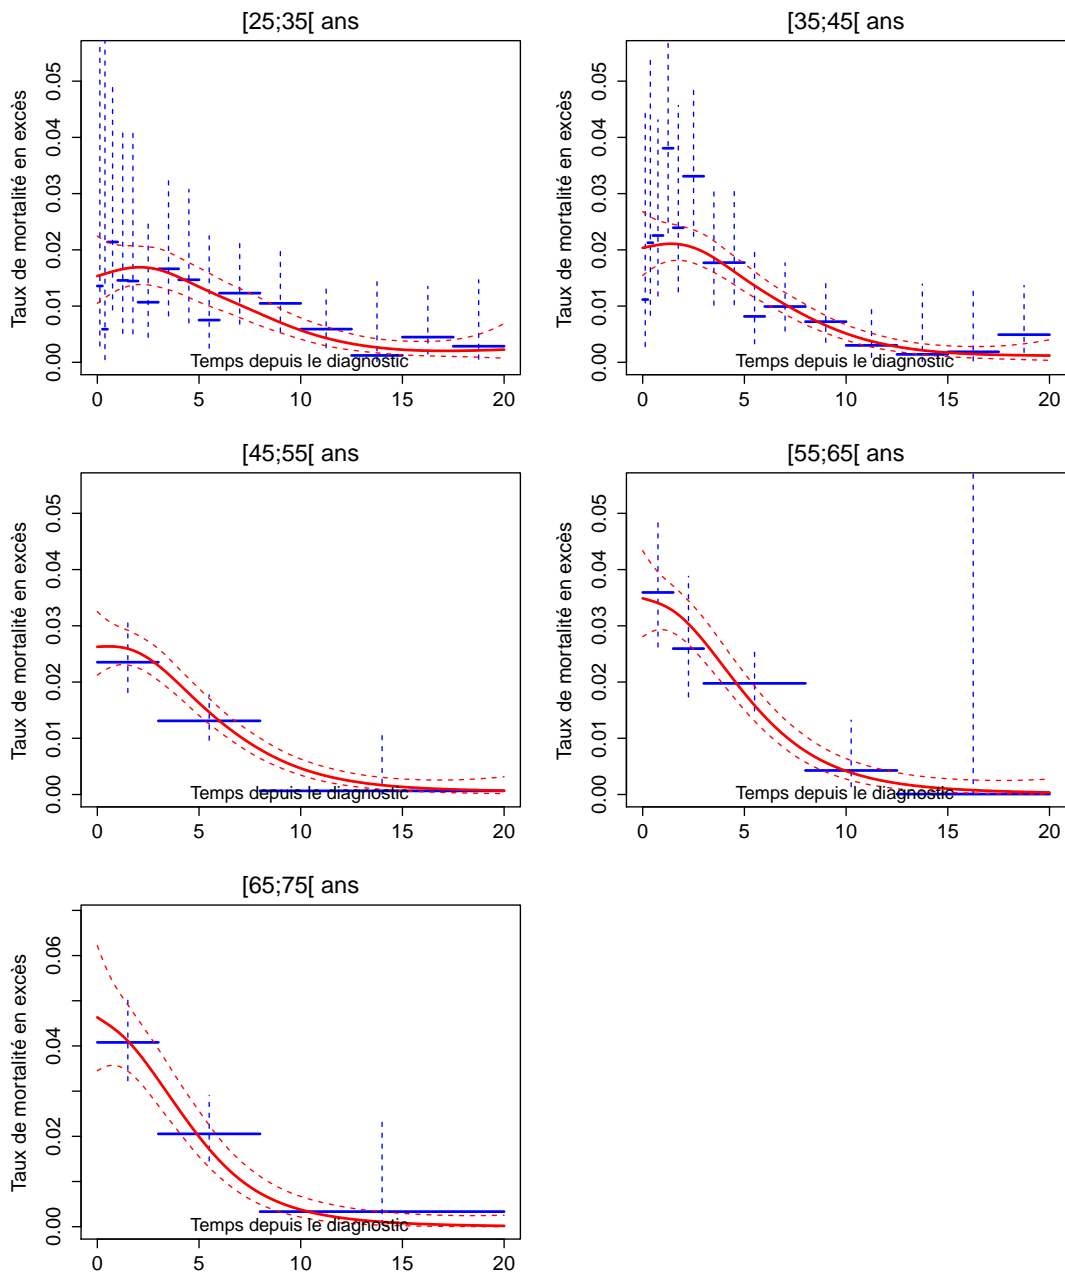 [25;35[ ans
Taux de mortalité en excès
0.00 0.01 0.02 0.03 0.04 0.05
Temps depuis le diagnostic
0 5 10 15 20
[35;45[ ans
Taux de mortalité en excès
0.00 0.01 0.02 0.03 0.04 0.05
Temps depuis le diagnostic
0 5 10 15 20
[45;55[ ans
Taux de mortalité en excès
0.00 0.01 0.02 0.03 0.04 0.05
Temps depuis le diagnostic
0 5 10 15 20
[55;65[ ans
Taux de mortalité en excès
0.00 0.01 0.02 0.03 0.04 0.05
Temps depuis le diagnostic
0 5 10 15 20
[65;75[ ans
Taux de mortalité en excès
0.00 0.02 0.04 0.06
Temps depuis le diagnostic
0 5 10 15 20